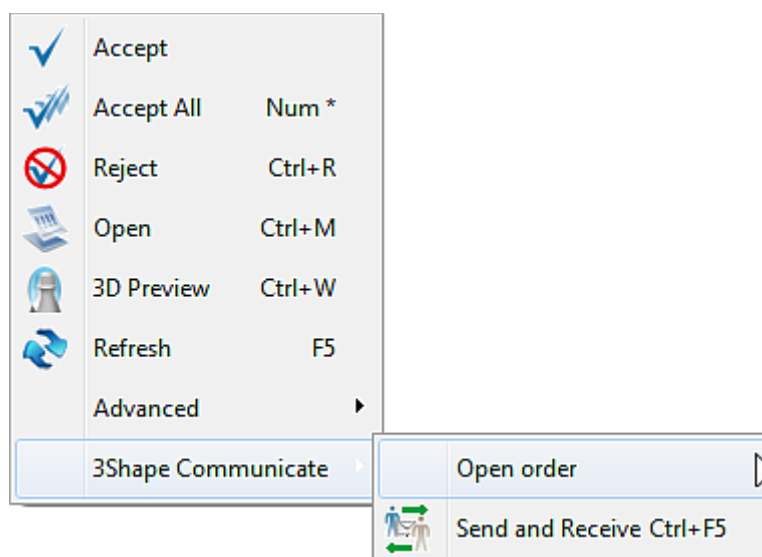 Accept
Accept All Num *
Reject Ctrl+R
Open Ctrl+M
3D Preview Ctrl+W
Refresh F5
Advanced
3Shape Communicate
Open order
Send and Receive Ctrl+F5